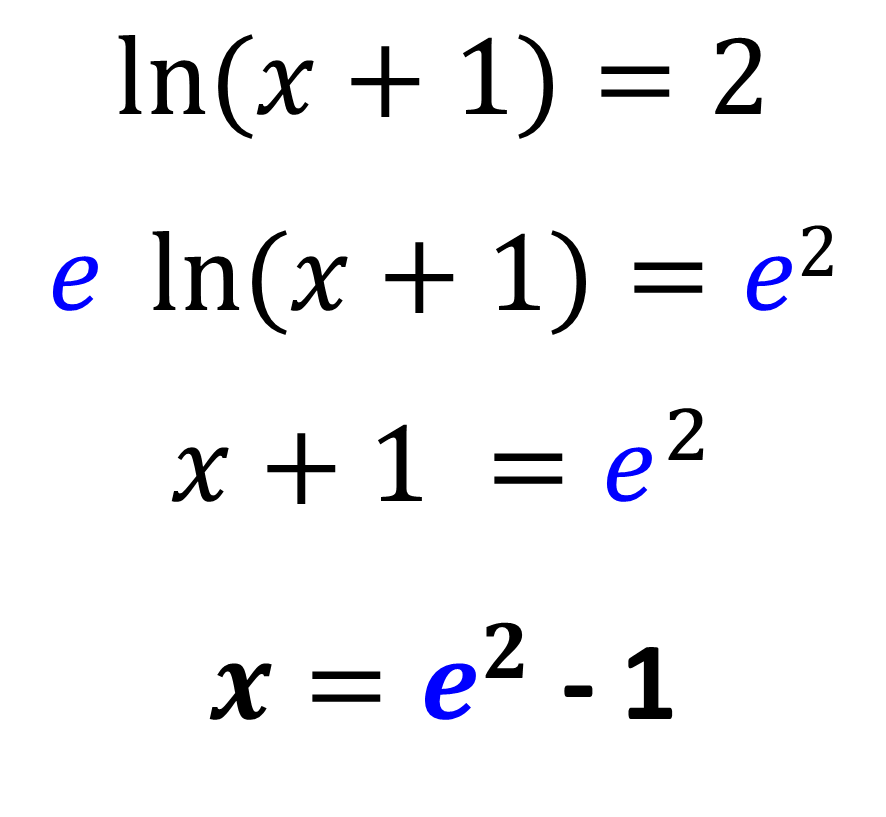 ln(x + 1) = 2
e ln(x + 1) = e²
x + 1 = e²
x = e² - 1